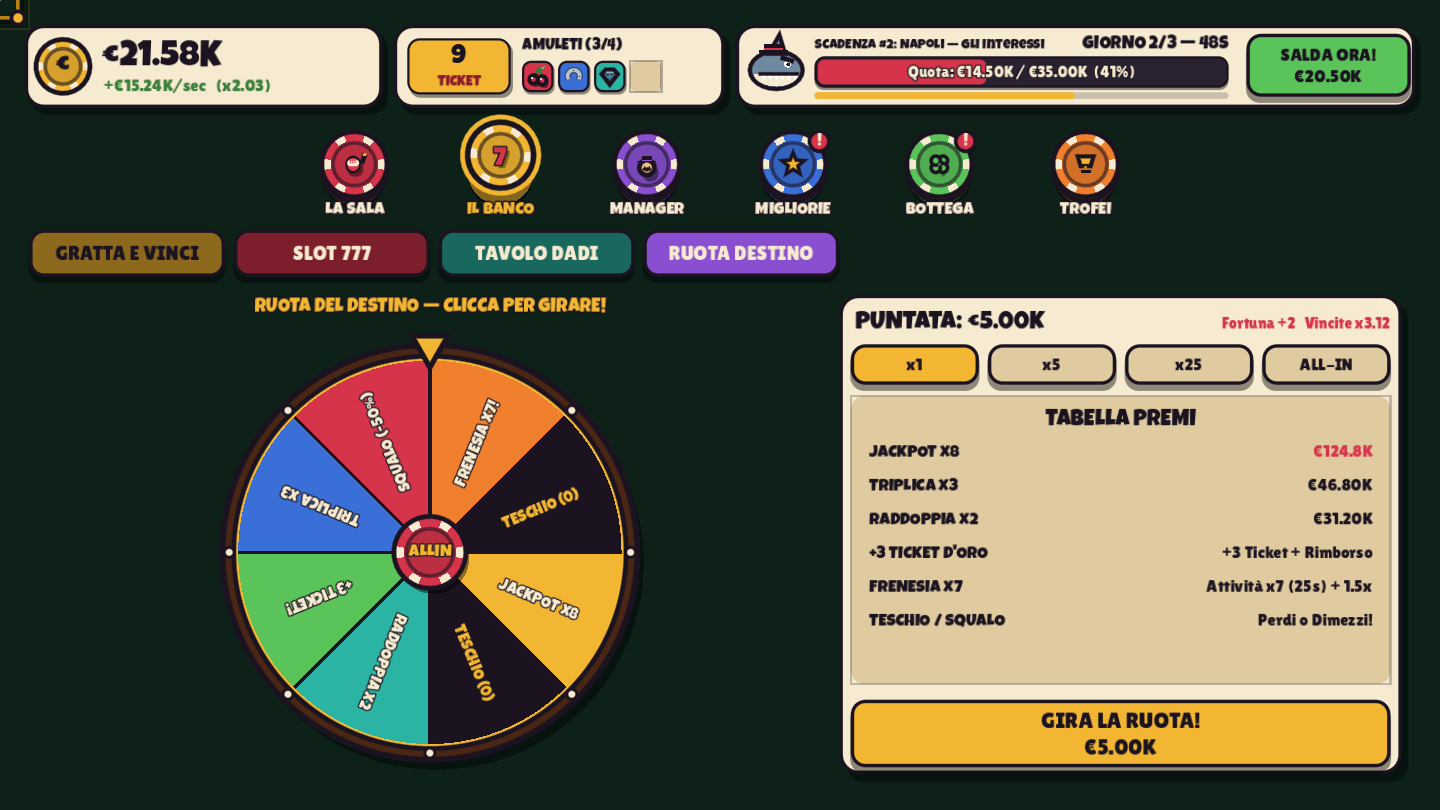 €21.58K
+€15.24K/sec (x2.03)
9
TICKET
AMULETI (3/4)
SCADENZA #2: NAPOLI — GLI INTERESSI
GIORNO 2/3 — 48S
Quota: €14.50K / €35.00K (41%)
SALDA ORA!
€20.50K
LA SALA
7
IL BANCO
MANAGER
!
MIGLIORIE
!
BOTTEGA
TROFEI
GRATTA E VINCI
SLOT 777
TAVOLO DADI
RUOTA DESTINO
RUOTA DEL DESTINO — CLICCA PER GIRARE!
FRENESIA X7!
TESCHIO (0)
JACKPOT X8
TESCHIO (0)
RADDOPPIA X2
+3 TICKET!
TRIPLICA X3
SQUALO (-50%)
ALLIN
PUNTATA: €5.00K
Fortuna +2 Vincite x3.12
x1
x5
x25
ALL-IN
TABELLA PREMI
JACKPOT X8 €124.8K
TRIPLICA X3 €46.80K
RADDOPPIA X2 €31.20K
+3 TICKET D'ORO +3 Ticket + Rimborso
FRENESIA X7 Attività x7 (25s) + 1.5x
TESCHIO / SQUALO Perdi o Dimezzi!
GIRA LA RUOTA!
€5.00K